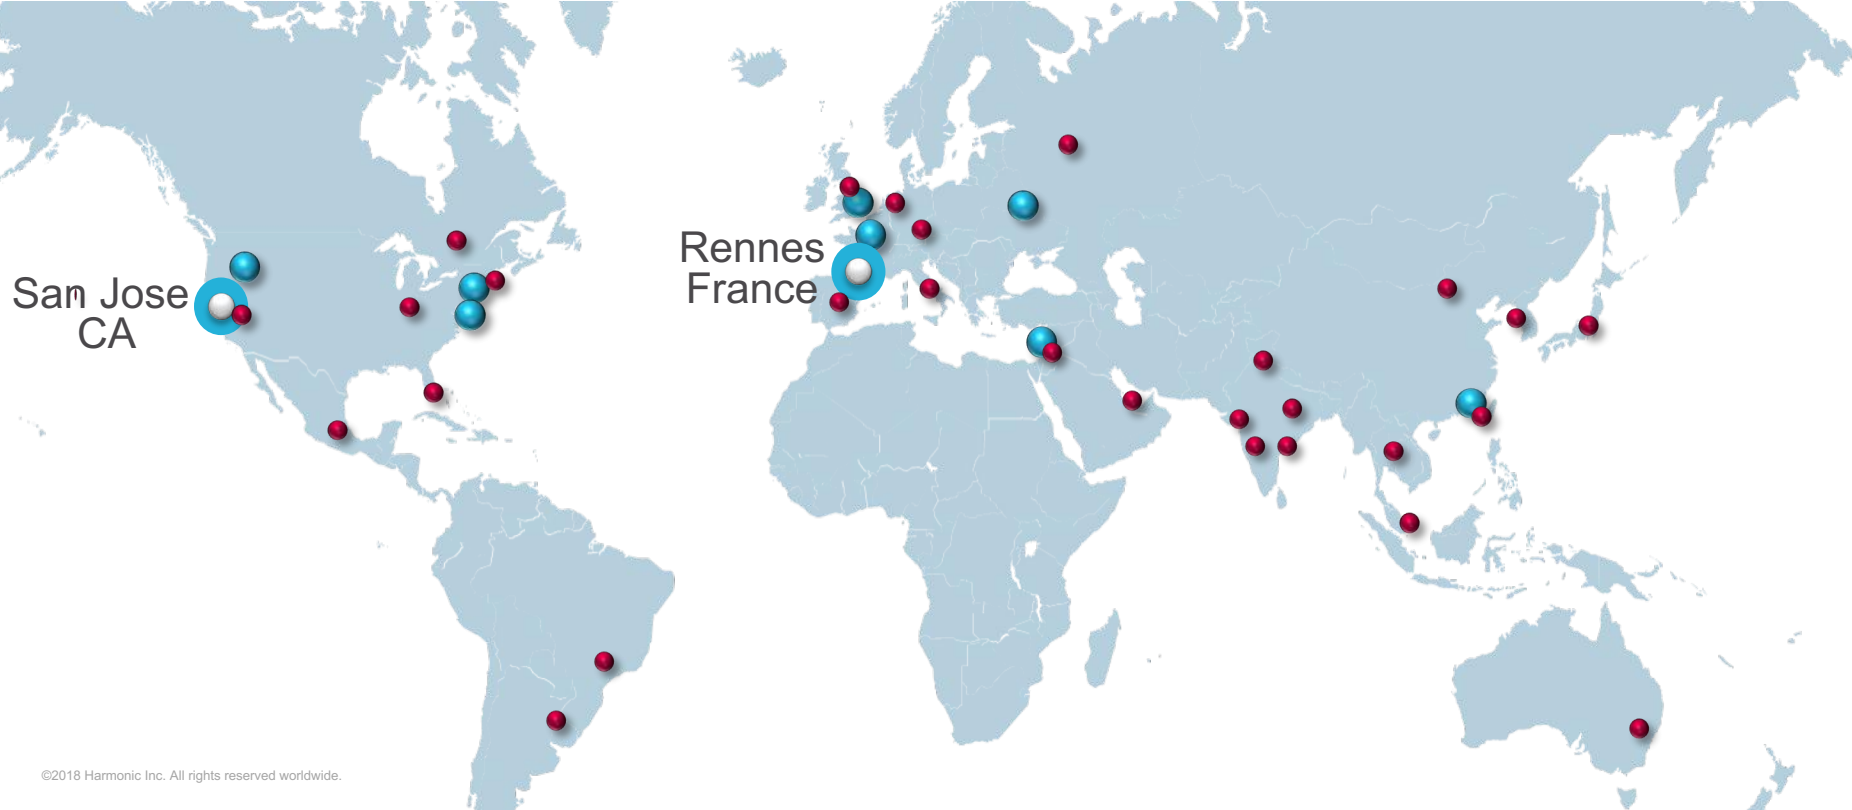 San Jose
CA
Rennes
France
©2018 Harmonic Inc. All rights reserved worldwide.